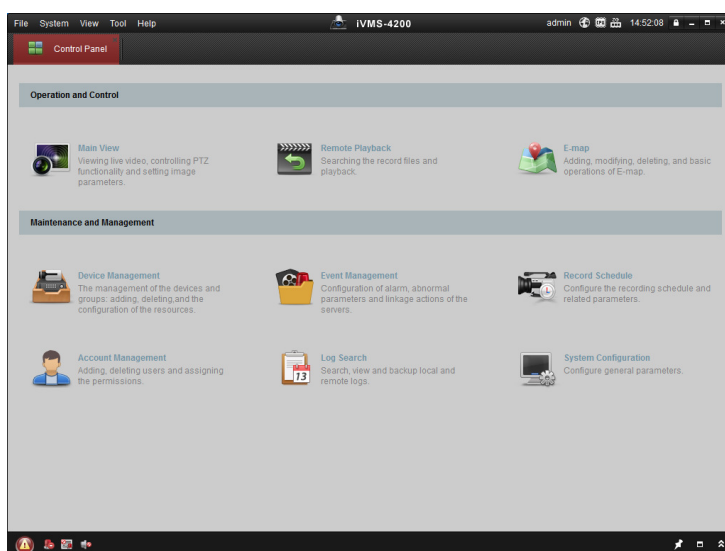 File System View Tool Help iVMS-4200 admin 14:52:08
Control Panel
Operation and Control
Main View
Viewing live video, controlling PTZ
functionality and setting image
parameters.
Remote Playback
Searching the record files and
playback.
E-map
Adding, modifying, deleting, and basic
operations of E-map.
Maintenance and Management
Device Management
The management of the devices and
groups: adding, deleting,and the
configuration of the resources.
Event Management
Configuration of alarm, abnormal
parameters and linkage actions of the
servers.
Record Schedule
Configure the recording schedule and
related parameters.
Account Management
Adding, deleting users and assigning
the permissions.
13
Log Search
Search, view and backup local and
remote logs.
System Configuration
Configure general parameters.